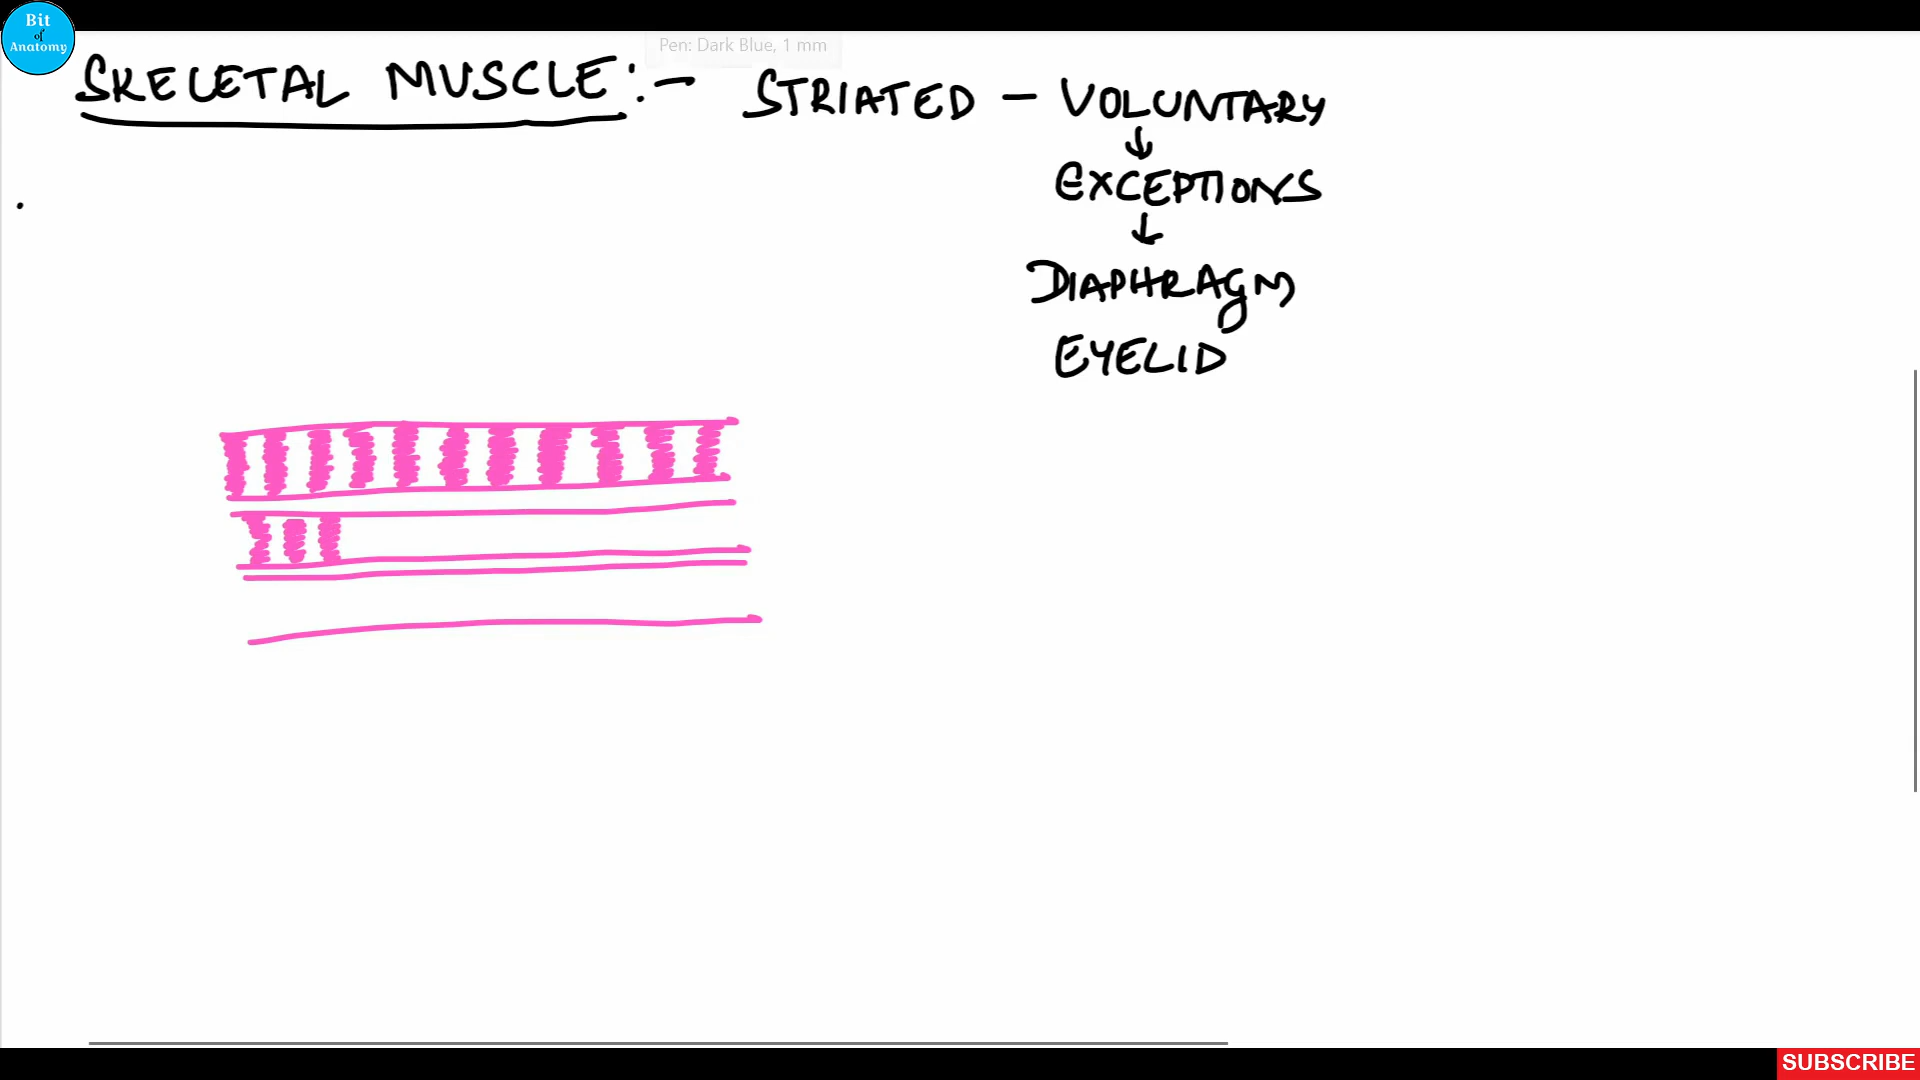 Bit
of
Anatomy
Pen: Dark Blue, 1 mm
SKELETAL MUSCLE:- STRIATED - VOLUNTARY
↓
EXCEPTIONS
↓
DIAPHRAGM
EYELID
SUBSCRIBE